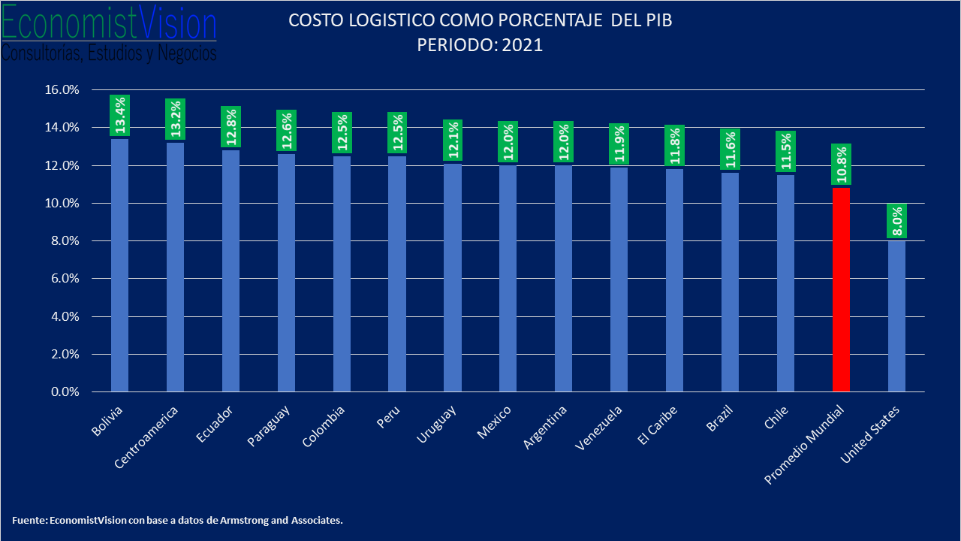 EconomistVision
Consultorías, Estudios y Negocios
COSTO LOGISTICO COMO PORCENTAJE DEL PIB
PERIODO: 2021
16.0%
14.0%
12.0%
10.0%
8.0%
6.0%
4.0%
2.0%
0.0%
13.4%
13.2%
12.8%
12.6%
12.5%
12.5%
12.1%
12.0%
12.0%
11.9%
11.8%
11.6%
11.5%
10.8%
8.0%
Bolivia
Centroamerica
Ecuador
Paraguay
Colombia
Peru
Uruguay
Mexico
Argentina
Venezuela
El Caribe
Brazil
Chile
Promedio Mundial
United States
Fuente: EconomistVision con base a datos de Armstrong and Associates.